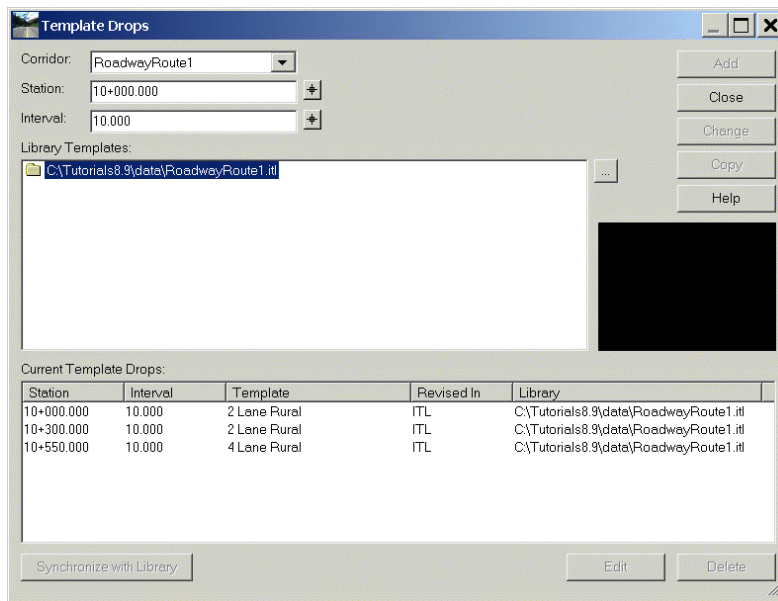 Template Drops
Corridor: RoadwayRoute1
Add
Station: 10+000.000
Close
Interval: 10.000
Change
Library Templates:
C:\Tutorials8.9\data\RoadwayRoute1.itl
...
Copy
Help
Current Template Drops:
Station Interval Template Revised In Library
10+000.000 10.000 2 Lane Rural ITL C:\Tutorials8.9\data\RoadwayRoute1.itl
10+300.000 10.000 2 Lane Rural ITL C:\Tutorials8.9\data\RoadwayRoute1.itl
10+550.000 10.000 4 Lane Rural ITL C:\Tutorials8.9\data\RoadwayRoute1.itl
Synchronize with Library Edit Delete